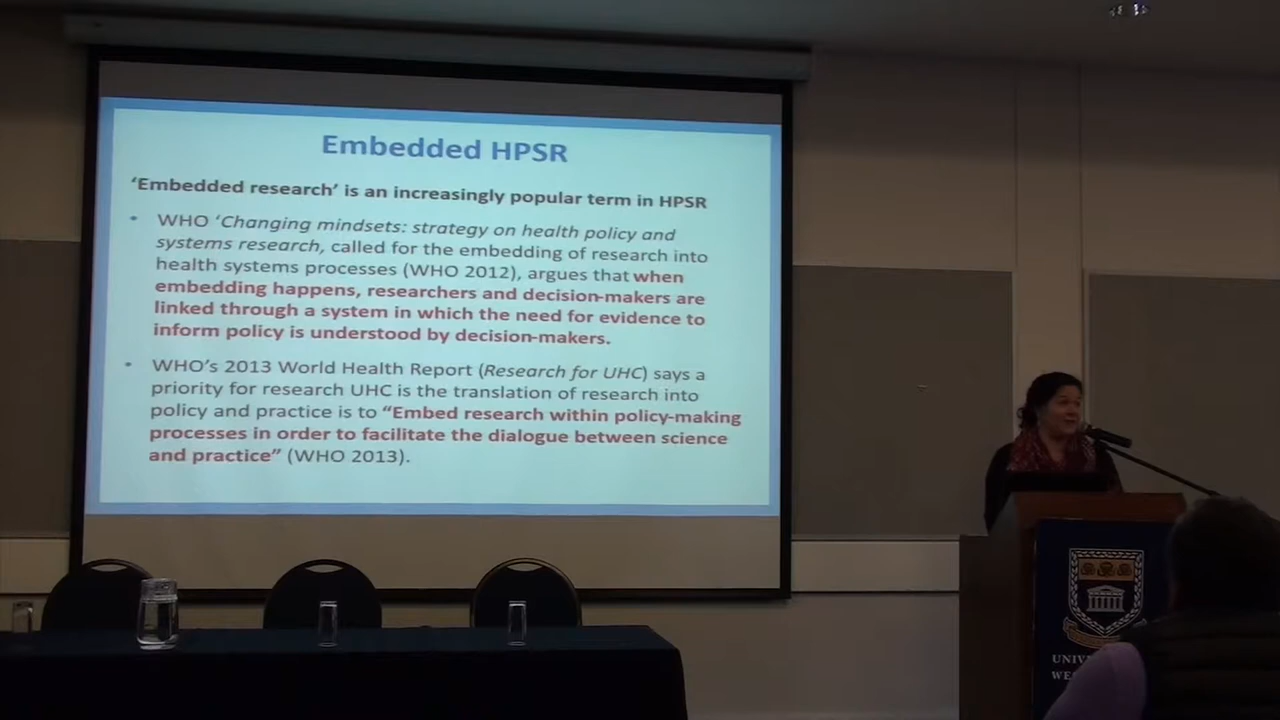 Embedded HPSR
‘Embedded research’ is an increasingly popular term in HPSR
• WHO ‘Changing mindsets: strategy on health policy and
systems research, called for the embedding of research into
health systems processes (WHO 2012), argues that when
embedding happens, researchers and decision-makers are
linked through a system in which the need for evidence to
inform policy is understood by decision-makers.
• WHO’s 2013 World Health Report (Research for UHC) says a
priority for research UHC is the translation of research into
policy and practice is to “Embed research within policy-making
processes in order to facilitate the dialogue between science
and practice” (WHO 2013).
UNIV
WES